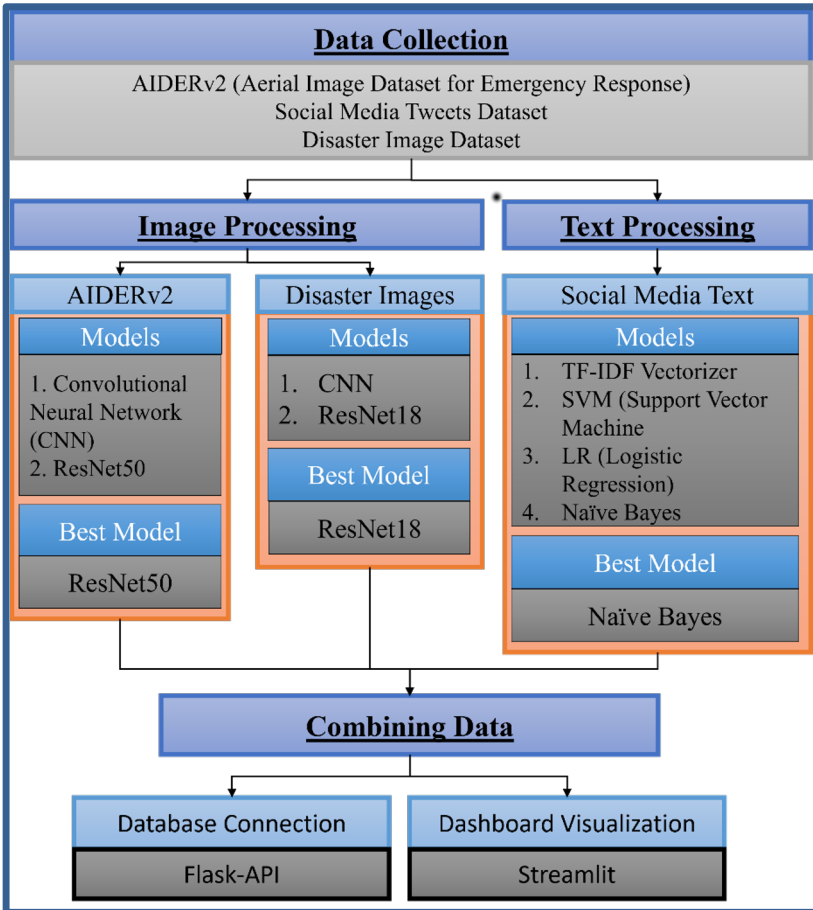 Data Collection
AIDERv2 (Aerial Image Dataset for Emergency Response)
Social Media Tweets Dataset
Disaster Image Dataset
Image Processing
Text Processing
AIDERv2
Models
1. Convolutional
Neural Network
(CNN)
2. ResNet50
Best Model
ResNet50
Disaster Images
Models
1. CNN
2. ResNet18
Best Model
ResNet18
Social Media Text
Models
1. TF-IDF Vectorizer
2. SVM (Support Vector
Machine
3. LR (Logistic
Regression)
4. Naïve Bayes
Best Model
Naïve Bayes
Combining Data
Database Connection
Flask-API
Dashboard Visualization
Streamlit